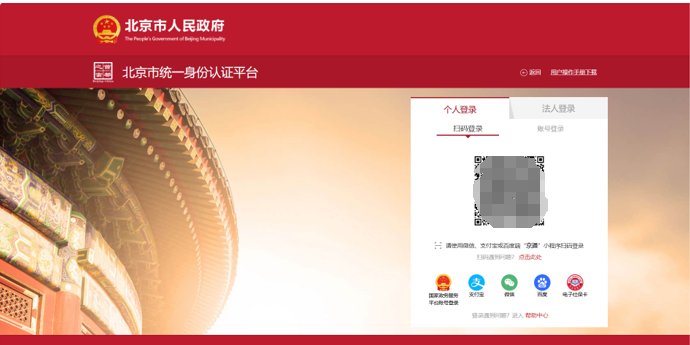 北京市人民政府
The People's Government of Beijing Municipality
首都之窗
北京市统一身份认证平台
返回 用户操作手册下载
个人登录 法人登录
扫码登录 账号登录
请使用微信、支付宝或百度端“京通”小程序扫码登录
扫码遇到问题？点击此处
国家政务服务
平台账号登录
支付宝
微信
百度
电子社保卡
登录遇到问题？进入 帮助中心